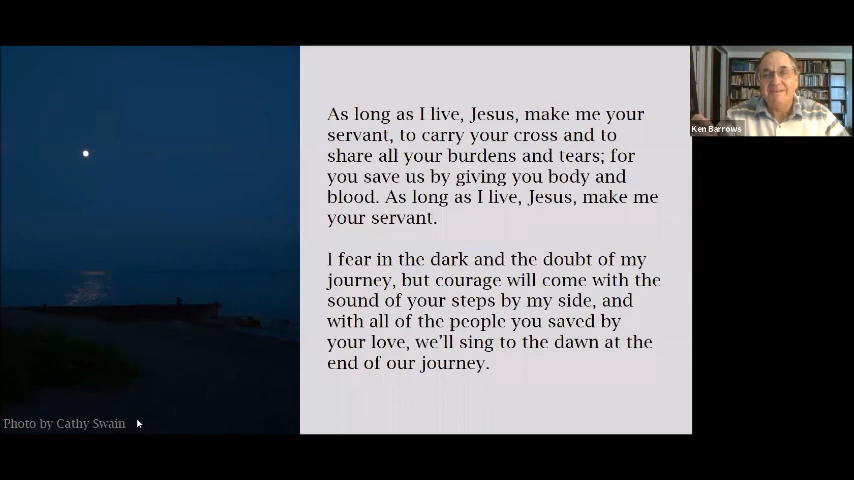 As long as I live, Jesus, make me your
servant, to carry your cross and to
share all your burdens and tears; for
you save us by giving you body and
blood. As long as I live, Jesus, make me
your servant.
I fear in the dark and the doubt of my
journey, but courage will come with the
sound of your steps by my side, and
with all of the people you saved by
your love, we'll sing to the dawn at the
end of our journey.
Ken Barrows
Photo by Cathy Swain